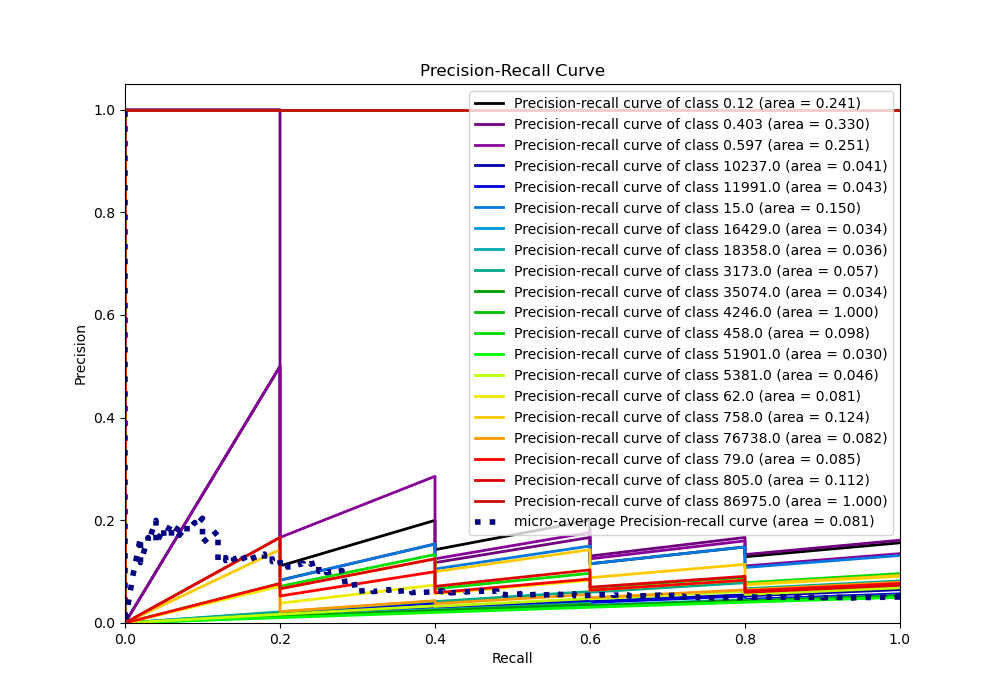 Precision-Recall Curve
1.0
0.8
0.6
0.4
0.2
0.0
Precision
Precision-recall curve of class 0.12 (area = 0.241)
Precision-recall curve of class 0.403 (area = 0.330)
Precision-recall curve of class 0.597 (area = 0.251)
Precision-recall curve of class 10237.0 (area = 0.041)
Precision-recall curve of class 11991.0 (area = 0.043)
Precision-recall curve of class 15.0 (area = 0.150)
Precision-recall curve of class 16429.0 (area = 0.034)
Precision-recall curve of class 18358.0 (area = 0.036)
Precision-recall curve of class 3173.0 (area = 0.057)
Precision-recall curve of class 35074.0 (area = 0.034)
Precision-recall curve of class 4246.0 (area = 1.000)
Precision-recall curve of class 458.0 (area = 0.098)
Precision-recall curve of class 51901.0 (area = 0.030)
Precision-recall curve of class 5381.0 (area = 0.046)
Precision-recall curve of class 62.0 (area = 0.081)
Precision-recall curve of class 758.0 (area = 0.124)
Precision-recall curve of class 76738.0 (area = 0.082)
Precision-recall curve of class 79.0 (area = 0.085)
Precision-recall curve of class 805.0 (area = 0.112)
Precision-recall curve of class 86975.0 (area = 1.000)
micro-average Precision-recall curve (area = 0.081)
0.0 0.2 0.4 0.6 0.8 1.0
Recall